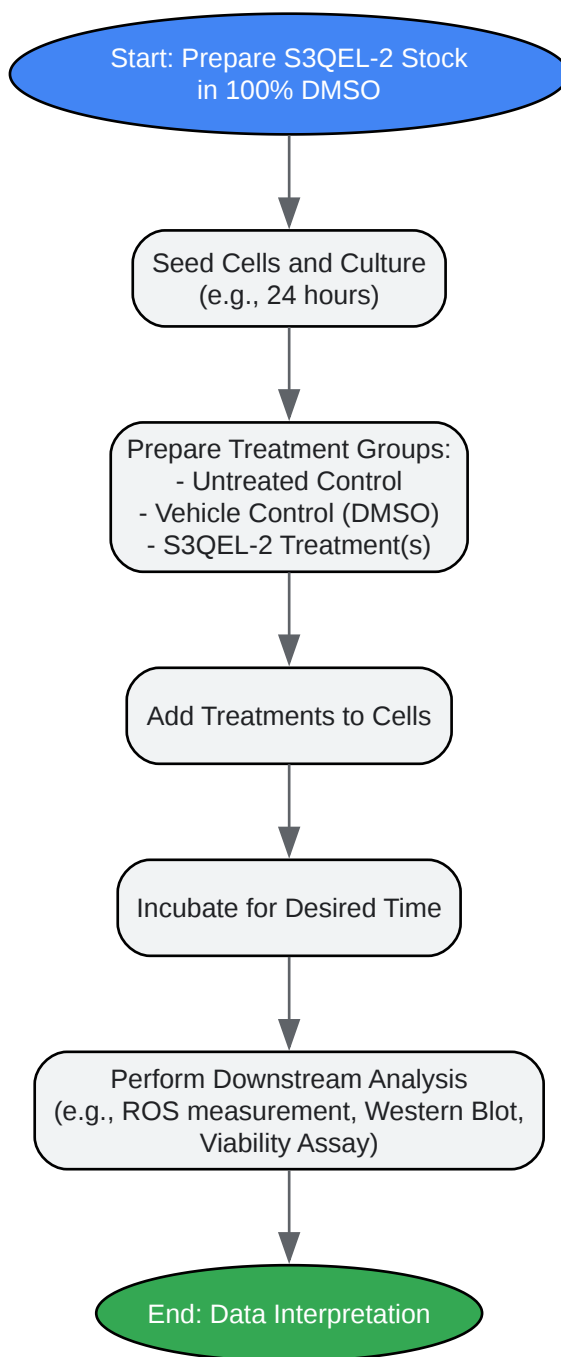 Start: Prepare S3QEL-2 Stock
in 100% DMSO
Seed Cells and Culture
(e.g., 24 hours)
Prepare Treatment Groups:
- Untreated Control
- Vehicle Control (DMSO)
- S3QEL-2 Treatment(s)
Add Treatments to Cells
Incubate for Desired Time
Perform Downstream Analysis
(e.g., ROS measurement, Western Blot,
Viability Assay)
End: Data Interpretation